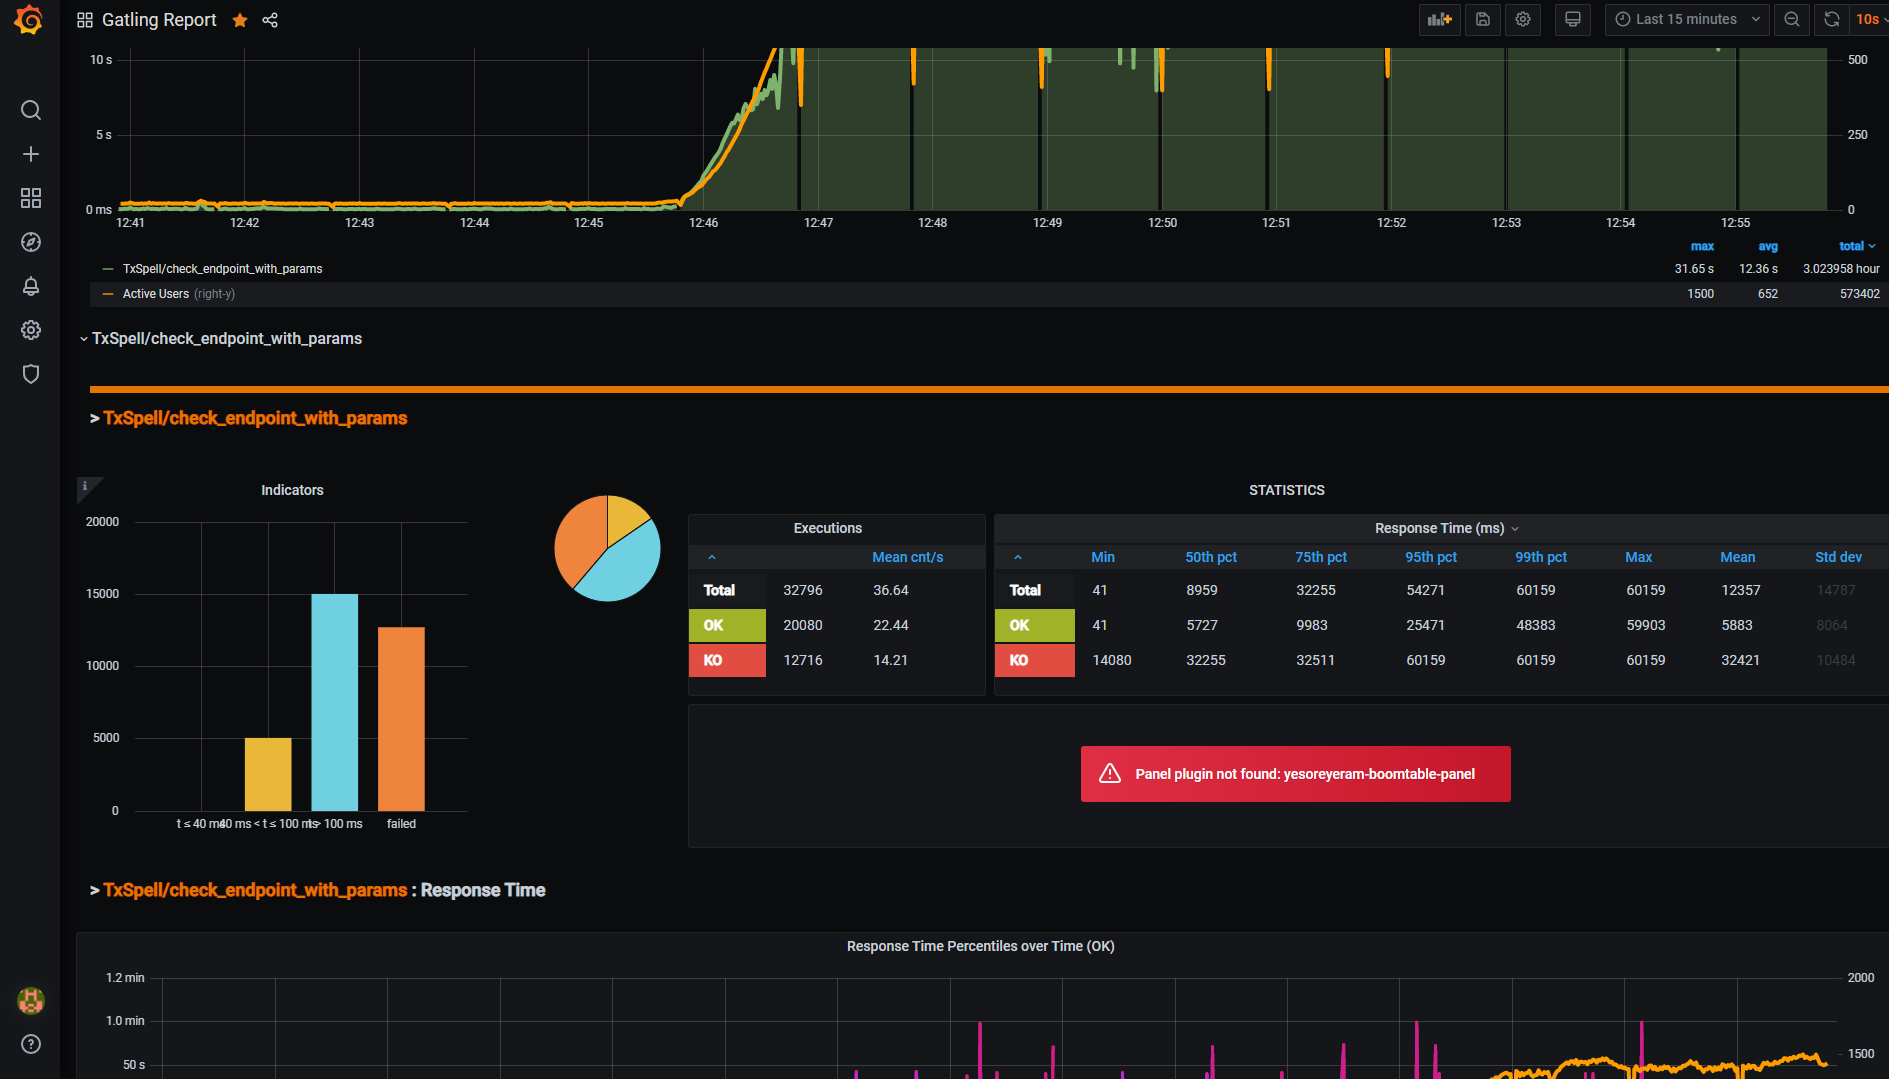 Gatling Report
Last 15 minutes
10s
10 s
500
5 s
250
0 ms
0
12:41 12:42 12:43 12:44 12:45 12:46 12:47 12:48 12:49 12:50 12:51 12:52 12:53 12:54 12:55
max avg total
TxSpell/check_endpoint_with_params 31.65 s 12.36 s 3.023958 hour
Active Users (right-y) 1500 652 573402
TxSpell/check_endpoint_with_params
> TxSpell/check_endpoint_with_params
i
Indicators
20000
15000
10000
5000
0
t ≤ 40 ms 40 ms < t ≤ 100 ms t > 100 ms failed
STATISTICS
Executions
Mean cnt/s
Total 32796 36.64
OK 20080 22.44
KO 12716 14.21
Response Time (ms)
Min 50th pct 75th pct 95th pct 99th pct Max Mean Std dev
Total 41 8959 32255 54271 60159 60159 12357 14787
OK 41 5727 9983 25471 48383 59903 5883 8064
KO 14080 32255 32511 60159 60159 60159 32421 10484
Panel plugin not found: yesoreyeram-boomtable-panel
> TxSpell/check_endpoint_with_params : Response Time
Response Time Percentiles over Time (OK)
1.2 min
2000
1.0 min
50 s
1500